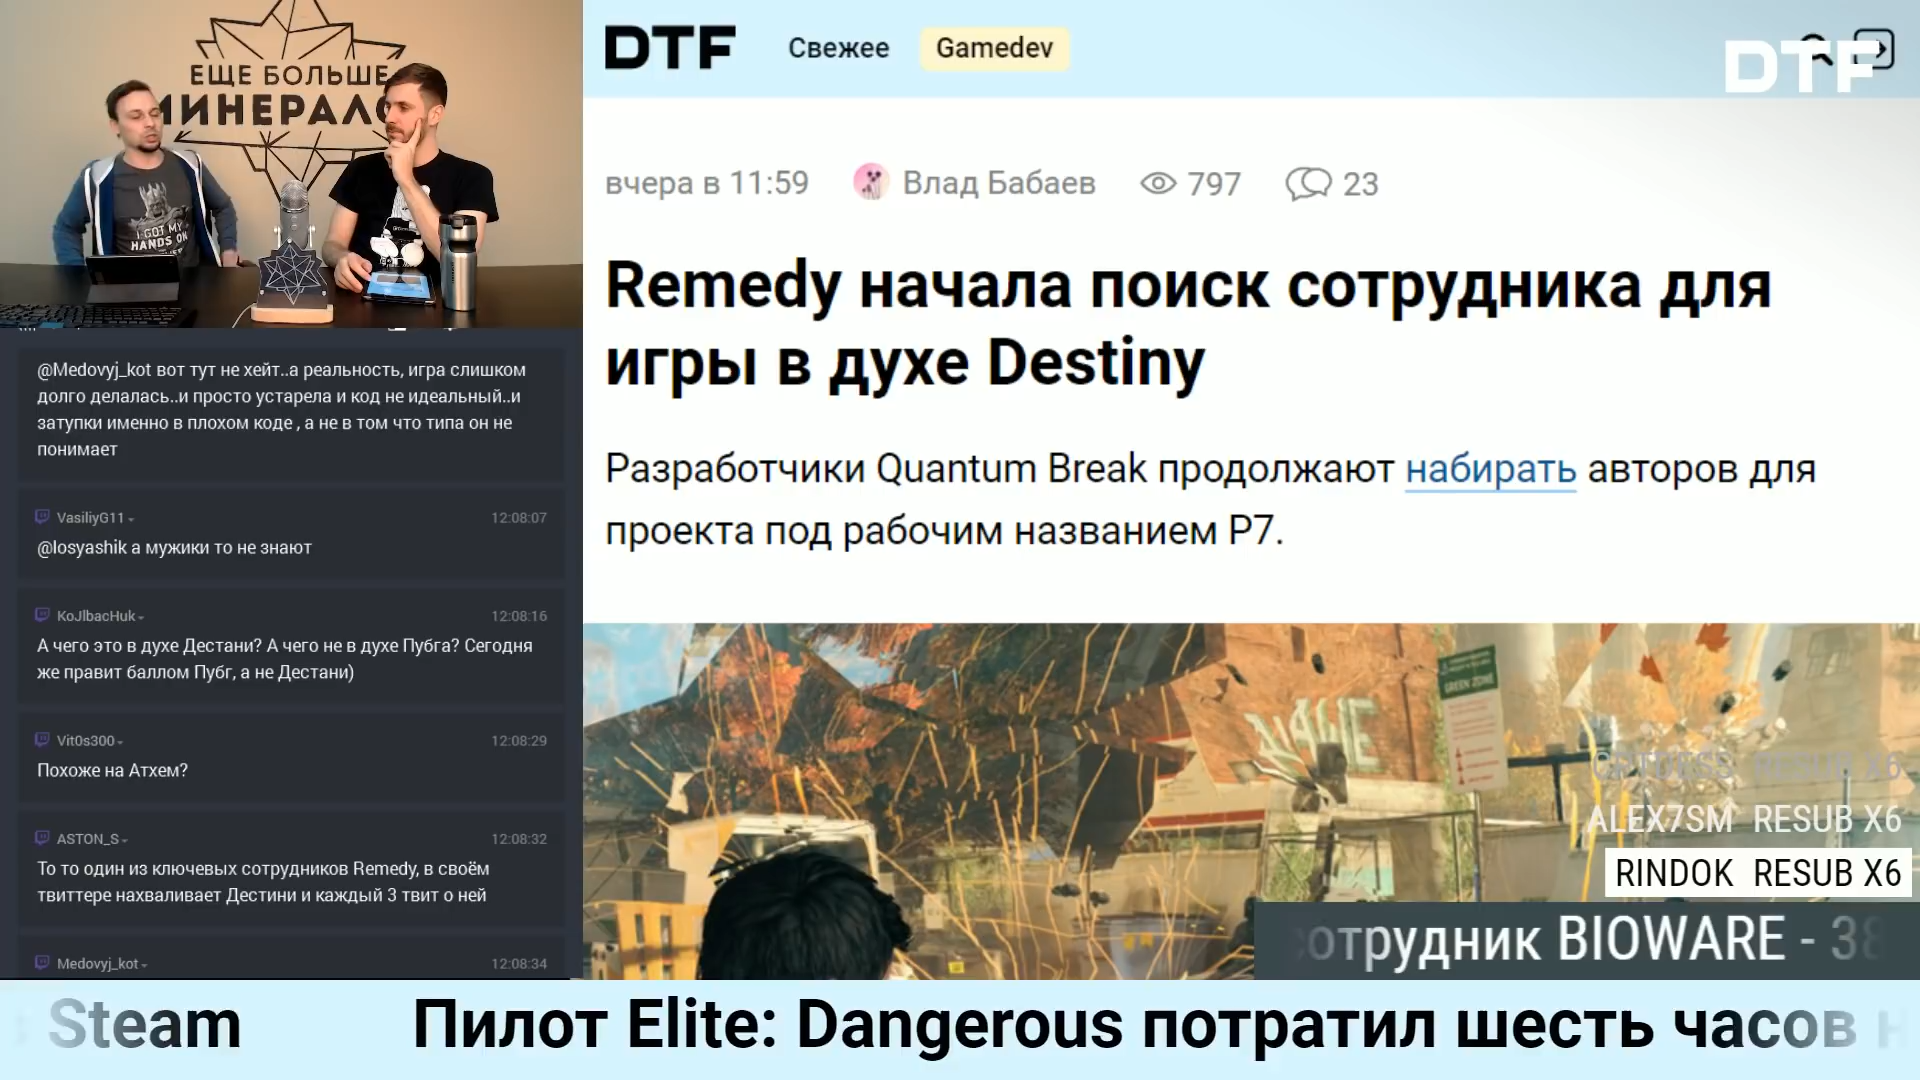 ЕЩЕ БОЛЬШЕ
МИНЕРАЛО
I GOT MY
HANDS ON
@Medovyj_kot вот тут не хейт..а реальность, игра слишком
долго делалась..и просто устарела и код не идеальный..и
затупки именно в плохом коде , а не в том что типа он не
понимает
VasiliyG11 12:08:07
@losyashik а мужики то не знают
KoJlbacHuk 12:08:16
А чего это в духе Дестани? А чего не в духе Пубга? Сегодня
же правит баллом Пубг, а не Дестани)
Vit0s300 12:08:29
Похоже на Атхем?
ASTON_S 12:08:32
То то один из ключевых сотрудников Remedy, в своём
твиттере нахваливает Дестини и каждый 3 твит о ней
Medovyj_kot 12:08:34
DTF Свежее Gamedev
DTF
вчера в 11:59 Влад Бабаев 797 23
Remedy начала поиск сотрудника для
игры в духе Destiny
Разработчики Quantum Break продолжают набирать авторов для
проекта под рабочим названием P7.
GREEN ZONE
RESUB X6
ALEX7SM RESUB X6
RINDOK RESUB X6
сотрудник BIOWARE - 38
Steam Пилот Elite: Dangerous потратил шесть часов н